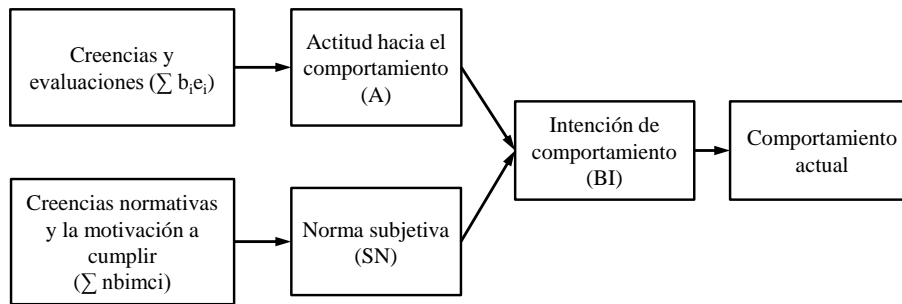 Creencias y
evaluaciones (∑ bᵢeᵢ)
Actitud hacia el
comportamiento
(A)
Creencias normativas
y la motivación a
cumplir
(∑ nbimci)
Norma subjetiva
(SN)
Intención de
comportamiento
(BI)
Comportamiento
actual